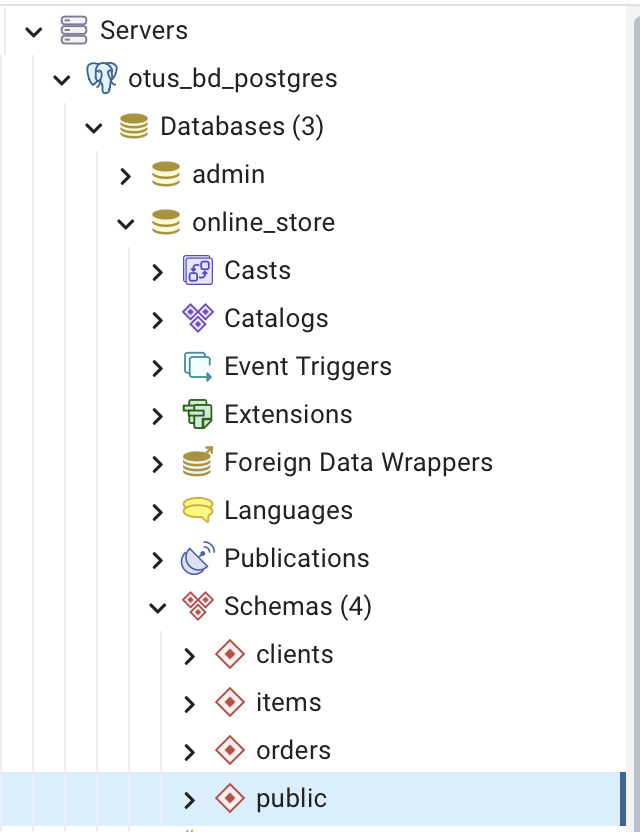 Servers
otus_bd_postgres
Databases (3)
admin
online_store
Casts
Catalogs
Event Triggers
Extensions
Foreign Data Wrappers
Languages
Publications
Schemas (4)
clients
items
orders
public